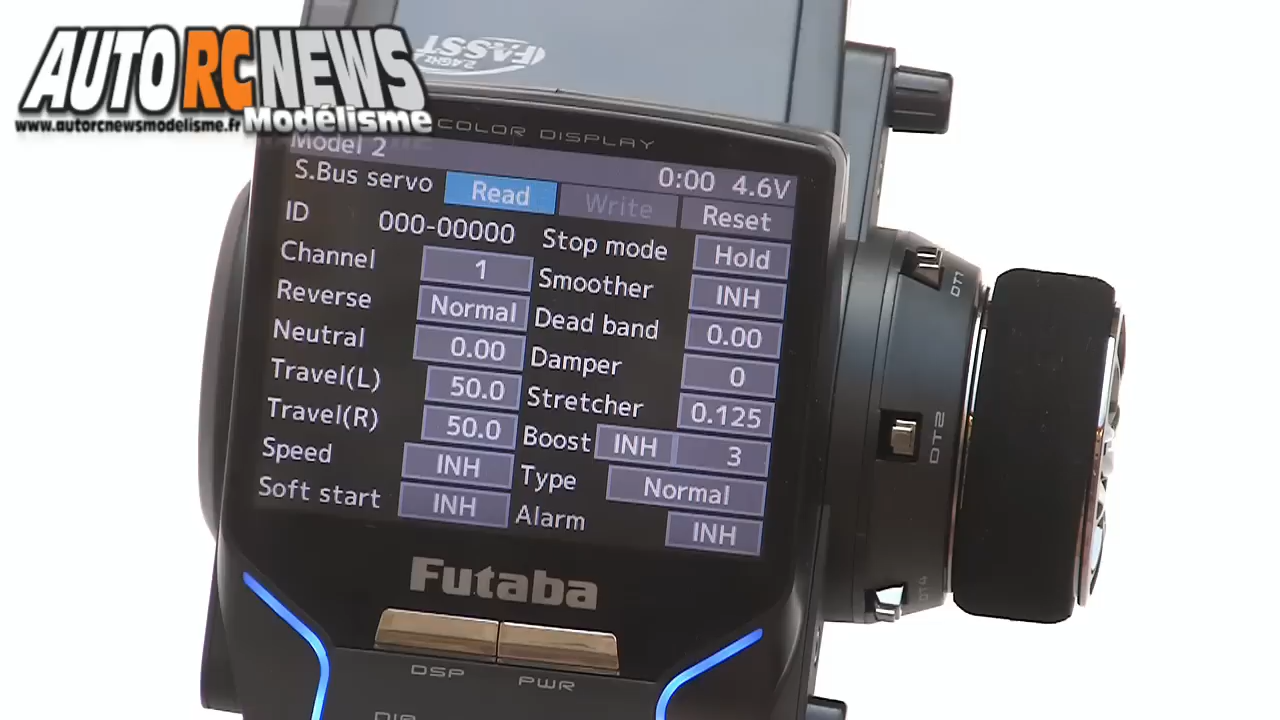 AUTO RC NEWS
www.autorcnewsmodelisme.fr Modélisme
2.4GHz FASST
COLOR DISPLAY
Model 2
0:00 4.6V
S.Bus servo Read Write Reset
ID 000-00000
Channel 1
Reverse Normal
Neutral 0.00
Travel(L) 50.0
Travel(R) 50.0
Speed INH
Soft start INH
Stop mode Hold
Smoother INH
Dead band 0.00
Damper 0
Stretcher 0.125
Boost INH 3
Type Normal
Alarm INH
Futaba
DSP PWR
DT1
DT2
DT4